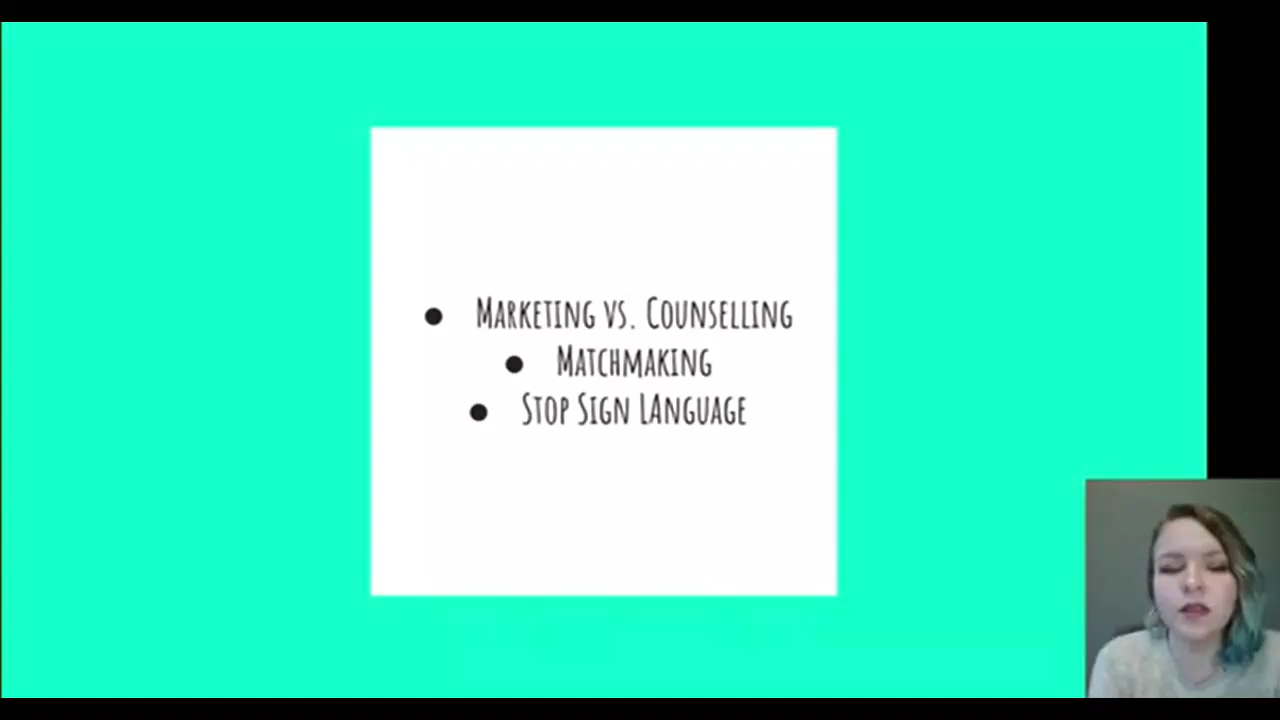 ● Marketing vs. Counselling
● Matchmaking
● Stop Sign LAnguage